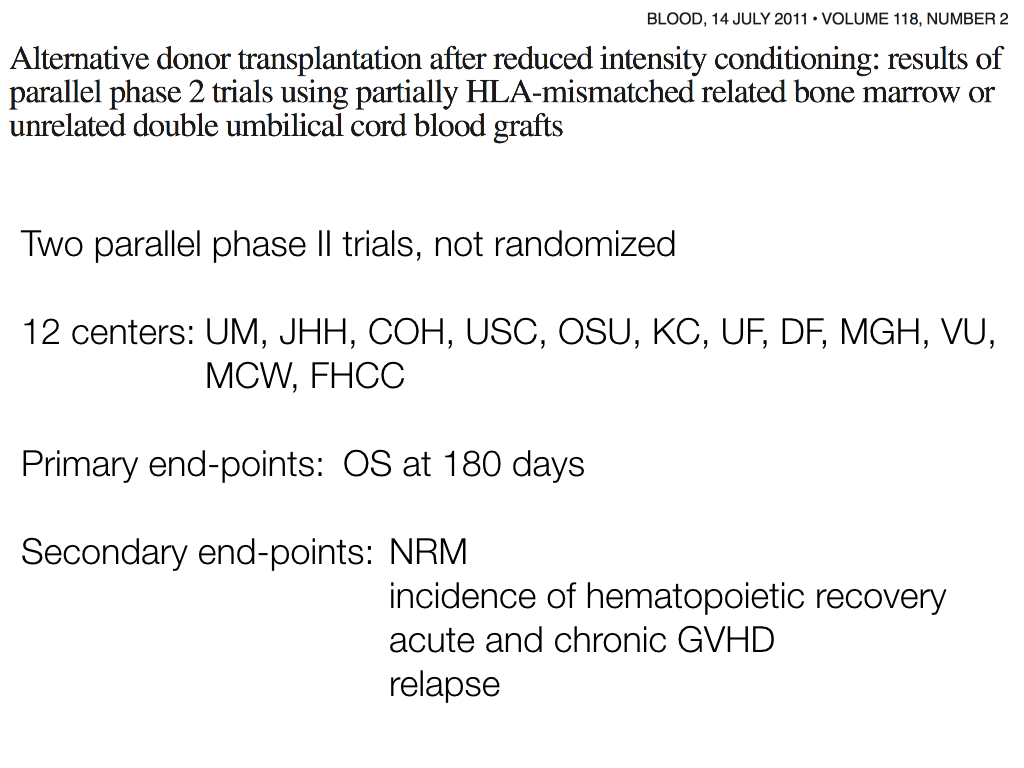 BLOOD, 14 JULY 2011 • VOLUME 118, NUMBER 2
Alternative donor transplantation after reduced intensity conditioning: results of
parallel phase 2 trials using partially HLA-mismatched related bone marrow or
unrelated double umbilical cord blood grafts
Two parallel phase II trials, not randomized
12 centers: UM, JHH, COH, USC, OSU, KC, UF, DF, MGH, VU,
MCW, FHCC
Primary end-points: OS at 180 days
Secondary end-points: NRM
incidence of hematopoietic recovery
acute and chronic GVHD
relapse